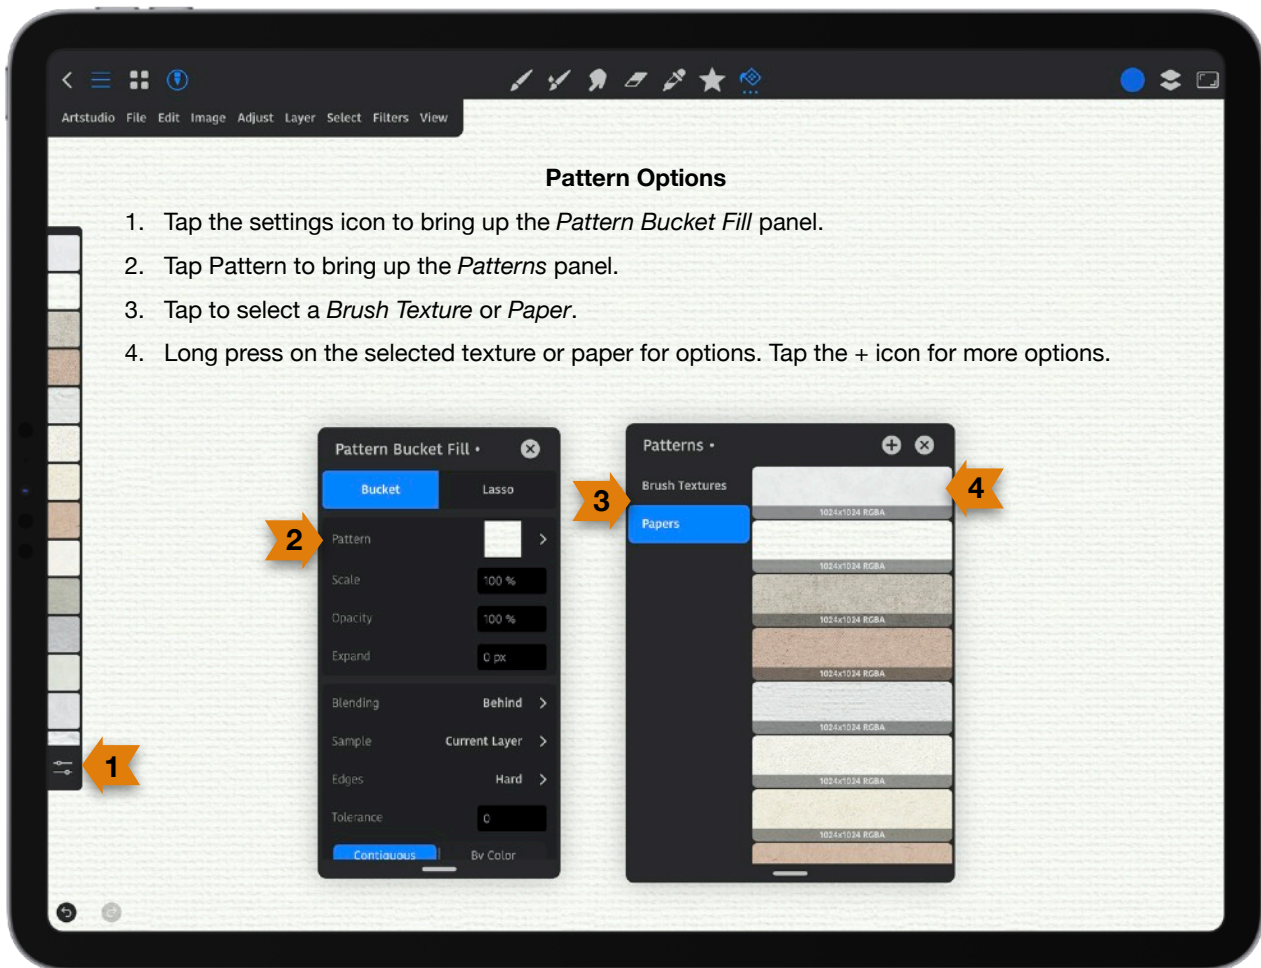 Artstudio File Edit Image Adjust Layer Select Filters View
Pattern Options
1. Tap the settings icon to bring up the Pattern Bucket Fill panel.
2. Tap Pattern to bring up the Patterns panel.
3. Tap to select a Brush Texture or Paper.
4. Long press on the selected texture or paper for options. Tap the + icon for more options.
Pattern Bucket Fill •
Bucket Lasso
2
Pattern
Scale 100 %
Opacity 100 %
Expand 0 px
Blending Behind
Sample Current Layer
Edges Hard
Tolerance 0
Contiguous By Color
Patterns •
3
Brush Textures
Papers
4
1024x1024 RGBA
1024x1024 RGBA
1024x1024 RGBA
1024x1024 RGBA
1024x1024 RGBA
1024x1024 RGBA
1024x1024 RGBA
1